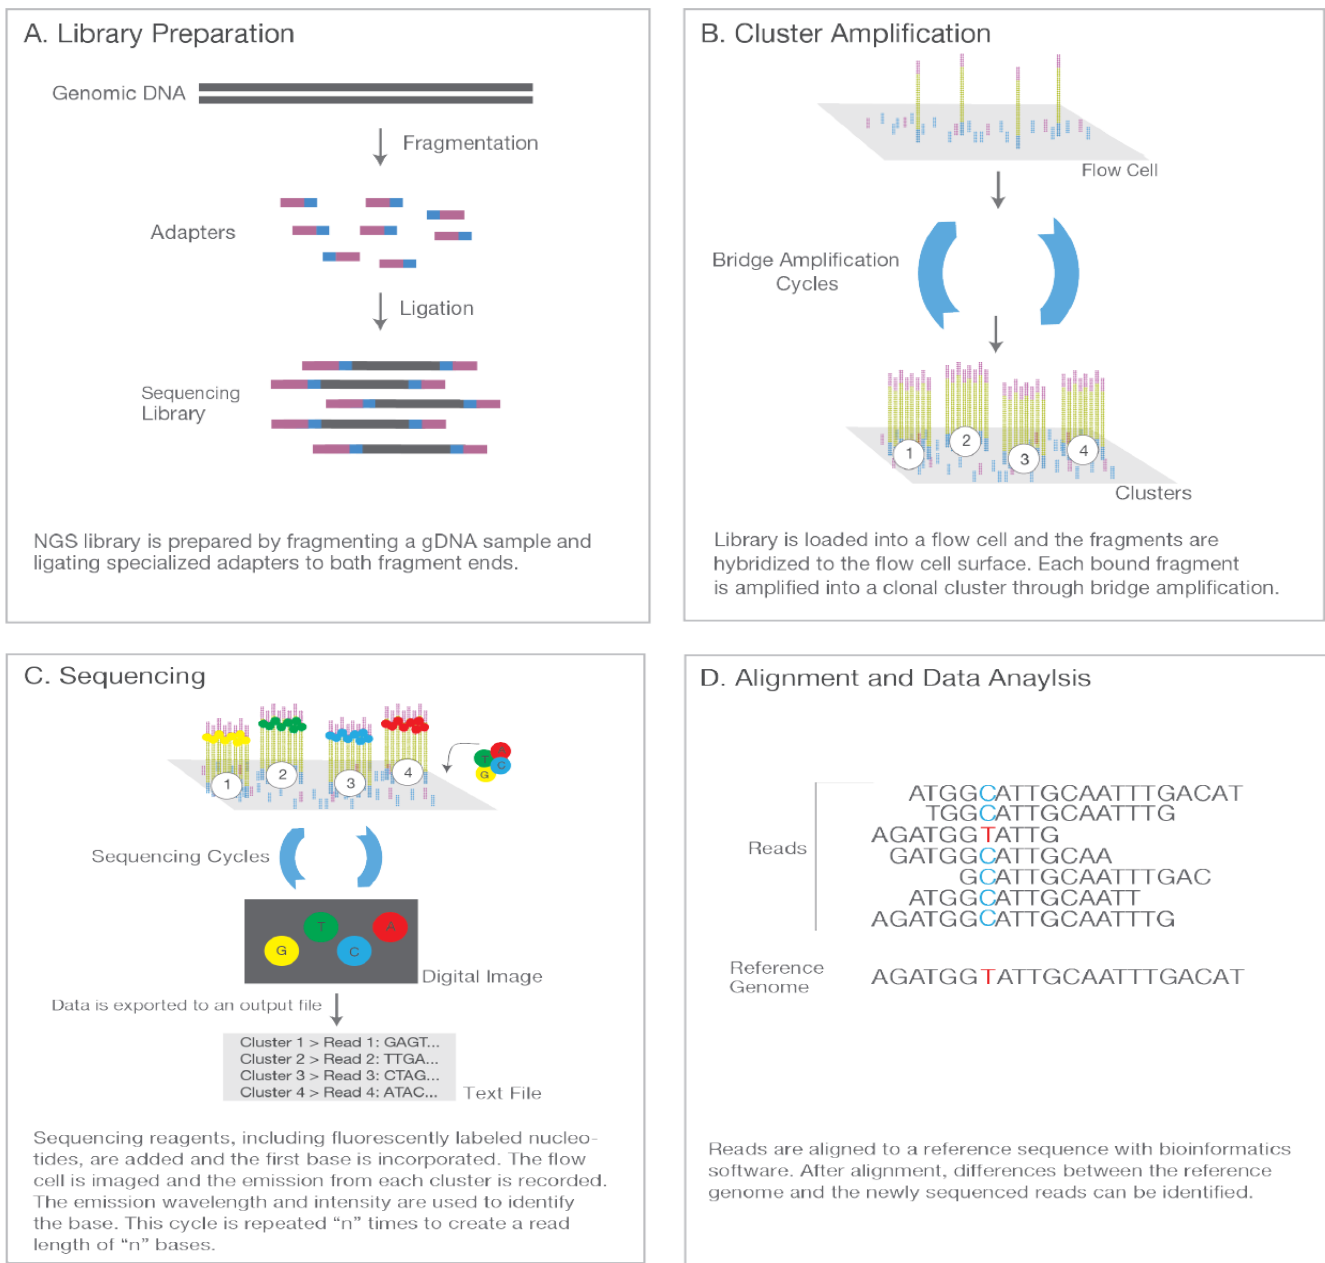 A. Library Preparation
Genomic DNA
Fragmentation
Adapters
Ligation
Sequencing
Library
NGS library is prepared by fragmenting a gDNA sample and
ligating specialized adapters to both fragment ends.
B. Cluster Amplification
Flow Cell
Bridge Amplification
Cycles
1
2
3
4
Clusters
Library is loaded into a flow cell and the fragments are
hybridized to the flow cell surface. Each bound fragment
is amplified into a clonal cluster through bridge amplification.
C. Sequencing
1
2
3
4
A
T
C
G
Sequencing Cycles
T
A
G
C
Digital Image
Data is exported to an output file
Cluster 1 > Read 1: GAGT...
Cluster 2 > Read 2: TTGA...
Cluster 3 > Read 3: CTAG...
Cluster 4 > Read 4: ATAC...
Text File
Sequencing reagents, including fluorescently labeled nucleo-
tides, are added and the first base is incorporated. The flow
cell is imaged and the emission from each cluster is recorded.
The emission wavelength and intensity are used to identify
the base. This cycle is repeated “n” times to create a read
length of “n” bases.
D. Alignment and Data Anaylsis
Reads
ATGGCATTGCAATTTGACAT
TGGCATTGCAATTTG
AGATGGTATTG
GATGGCATTGCAA
GCATTGCAATTTGAC
ATGGCATTGCAATT
AGATGGCATTGCAATTTG
Reference
Genome
AGATGGTATTGCAATTTGACAT
Reads are aligned to a reference sequence with bioinformatics
software. After alignment, differences between the reference
genome and the newly sequenced reads can be identified.